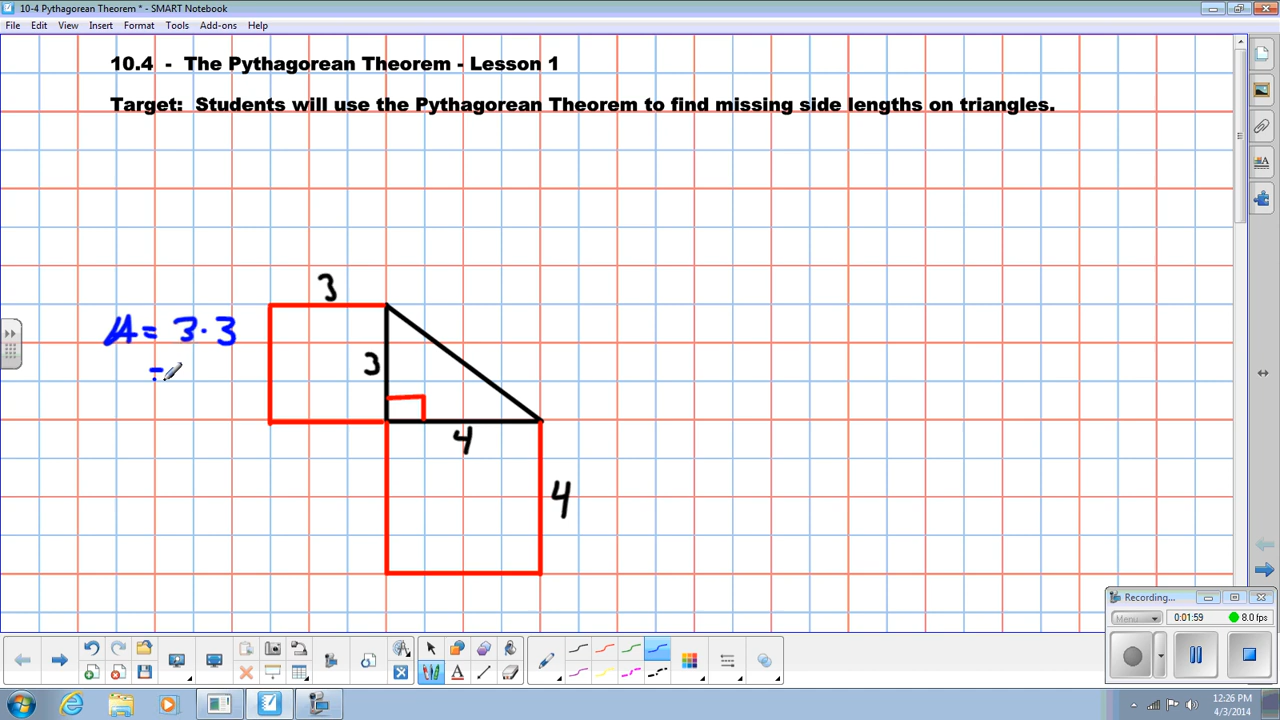 10-4 Pythagorean Theorem * - SMART Notebook
File Edit View Insert Format Tools Add-ons Help
10.4 - The Pythagorean Theorem - Lesson 1
Target: Students will use the Pythagorean Theorem to find missing side lengths on triangles.
3
A = 3·3
=
3
4
4
Recording...
Menu
0:01:59
8.0 fps
12:26 PM
4/3/2014